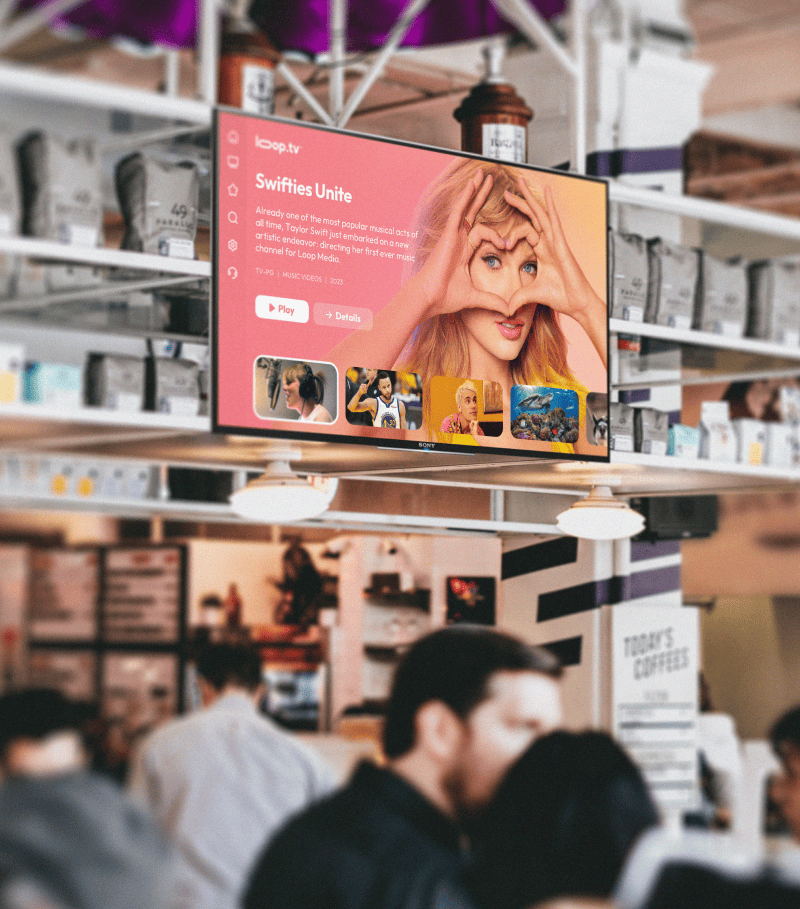 loop.tv
Swifties Unite
Already one of the most popular musical acts of
all time, Taylor Swift just embarked on a new
artistic endeavor: directing her first ever music
channel for Loop Media.
TV-PG | MUSIC VIDEOS | 2023
Play
Details
SONY
49
TODAY'S
COFFEES